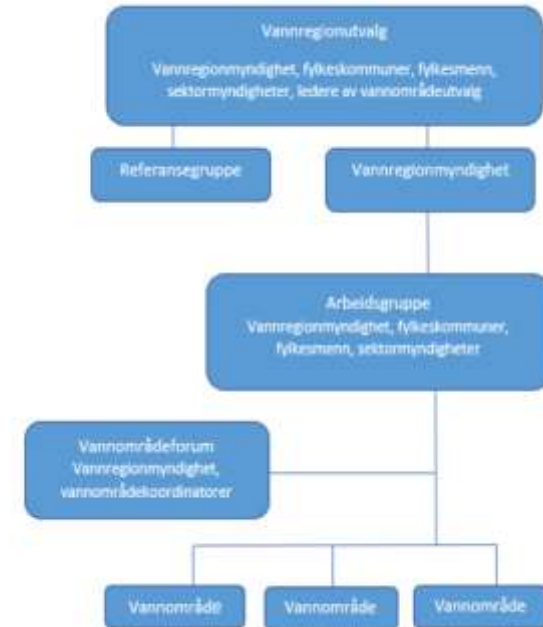 Vannregionutvalg
Vannregionmyndighet, fylkeskommuner, fylkesmenn,
sektormyndigheter, ledere av vannområdeutvalg
Referansegruppe
Vannregionmyndighet
Arbeidsgruppe
Vannregionmyndighet, fylkeskommuner,
fylkesmenn, sektormyndigheter
Vannområdeforum
Vannregionmyndighet,
vannområdekoordinatorer
Vannområde
Vannområde
Vannområde